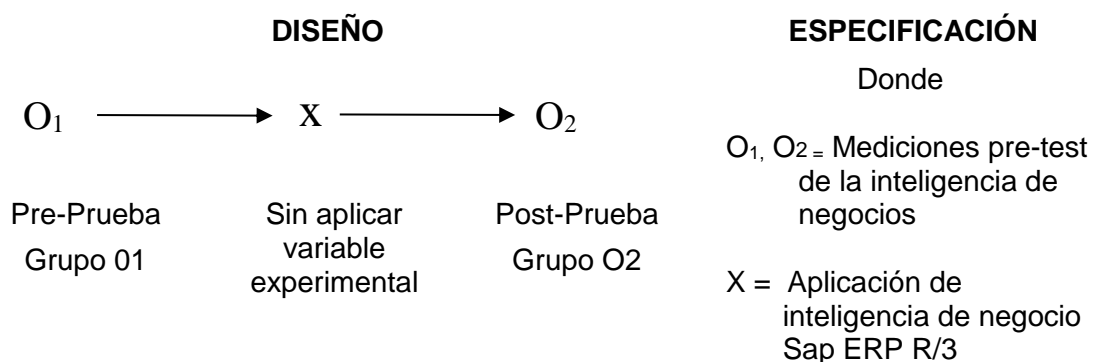 DISEÑO
O1 X O2
Pre-Prueba
Grupo 01
Sin aplicar
variable
experimental
Post-Prueba
Grupo O2
ESPECIFICACIÓN
Donde
O1, O2 = Mediciones pre-test
de la inteligencia de
negocios
X = Aplicación de
inteligencia de negocio
Sap ERP R/3